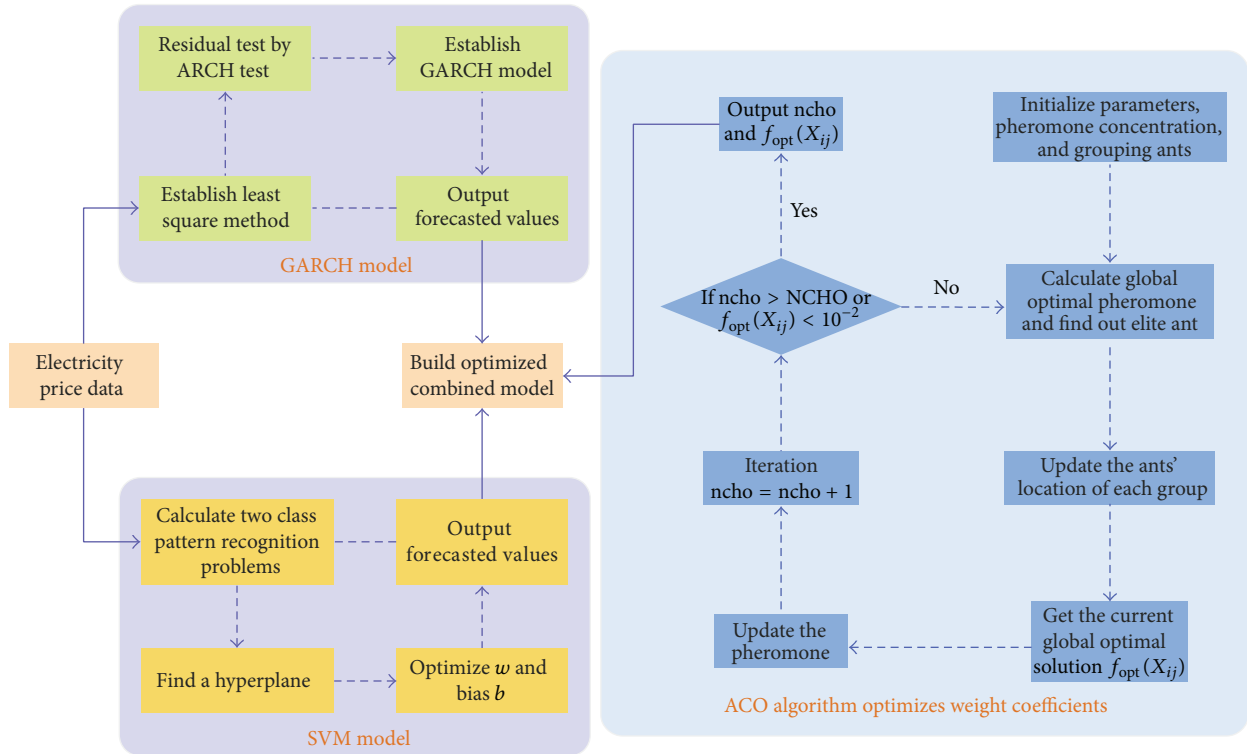 Residual test by
ARCH test
Establish
GARCH model
Establish least
square method
Output
forecasted values
GARCH model
Electricity
price data
Build optimized
combined model
Calculate two class
pattern recognition
problems
Output
forecasted values
Find a hyperplane
Optimize w and
bias b
SVM model
Output ncho
and f_opt(X_ij)
Initialize parameters,
pheromone concentration,
and grouping ants
Yes
If ncho > NCHO or
f_opt(X_ij) < 10^−2
No
Calculate global
optimal pheromone
and find out elite ant
Iteration
ncho = ncho + 1
Update the ants'
location of each group
Update the
pheromone
Get the current
global optimal
solution f_opt(X_ij)
ACO algorithm optimizes weight coefficients